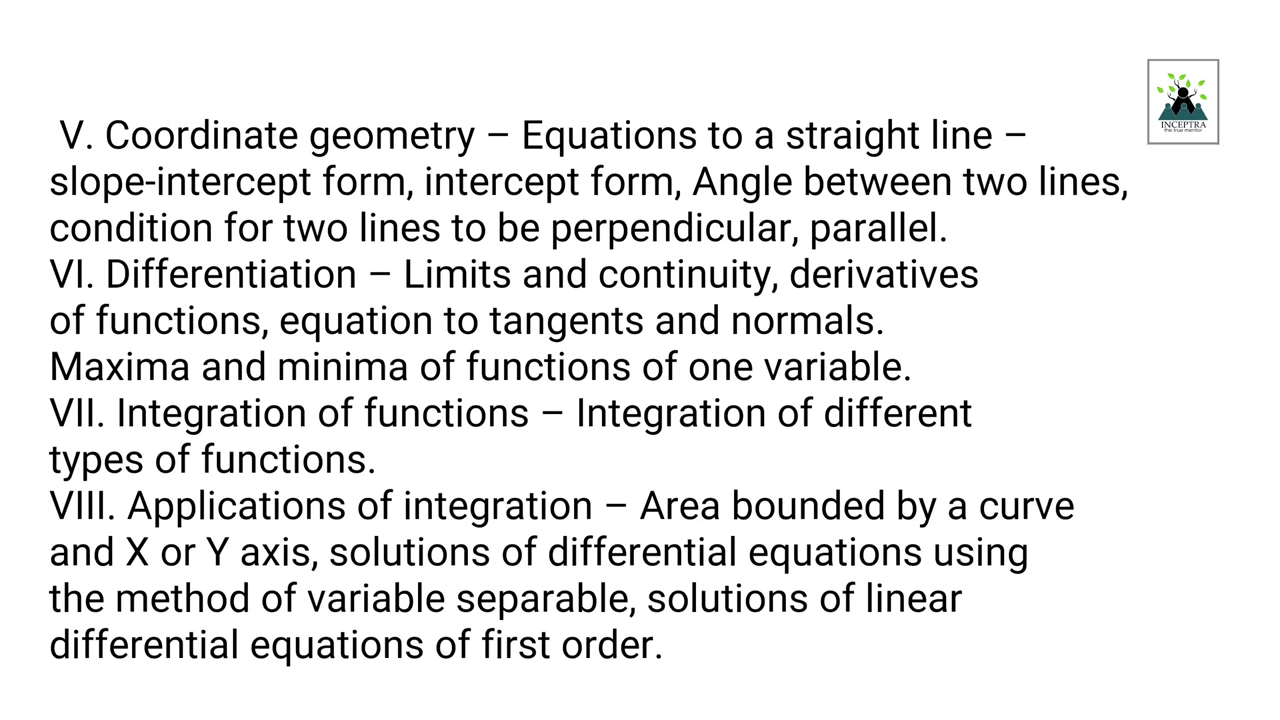 V. Coordinate geometry – Equations to a straight line –
slope-intercept form, intercept form, Angle between two lines,
condition for two lines to be perpendicular, parallel.
VI. Differentiation – Limits and continuity, derivatives
of functions, equation to tangents and normals.
Maxima and minima of functions of one variable.
VII. Integration of functions – Integration of different
types of functions.
VIII. Applications of integration – Area bounded by a curve
and X or Y axis, solutions of differential equations using
the method of variable separable, solutions of linear
differential equations of first order.
INCEPTRA
the true mentor